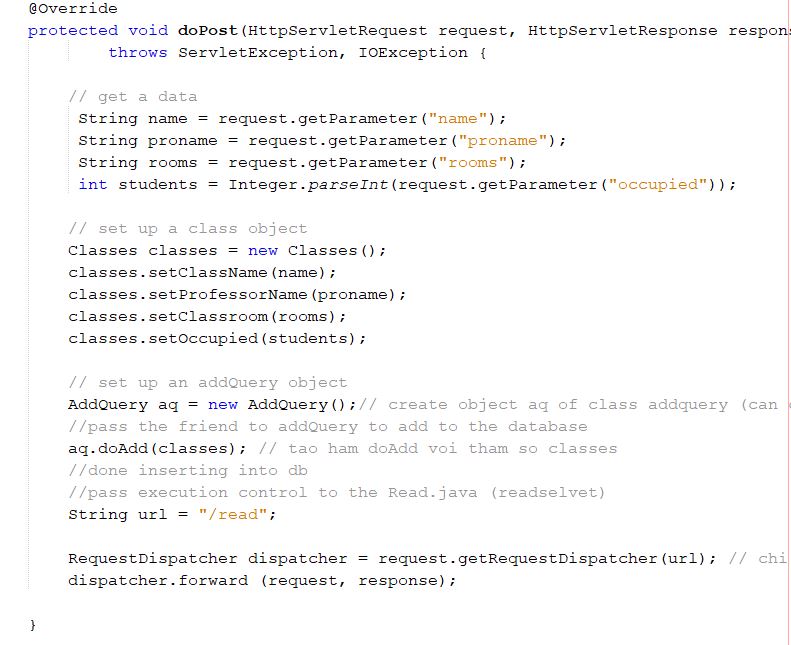 @Override
protected void doPost(HttpServletRequest request, HttpServletResponse
throws ServletException, IOException {
// get a data
String name = request.getParameter("name");
String proname = request.getParameter("proname");
String rooms = request.getParameter("rooms");
int students = Integer.parseInt(request.getParameter("occupied"));
// set up a class object
Classes classes = new Classes();
classes.setClassName(name);
classes.setProfessorName(proname);
classes.setClassroom(rooms);
classes.setOccupied(students);
// set up an addQuery object
AddQuery aq = new AddQuery();// create object aq of class addquery (can
//pass the friend to addQuery to add to the database
aq.doAdd(classes); // tao ham doAdd voi tham so classes
//done inserting into db
//pass execution control to the Read.java (readselvet)
String url = "/read";
RequestDispatcher dispatcher = request.getRequestDispatcher(url); // chi
dispatcher.forward (request, response);
}